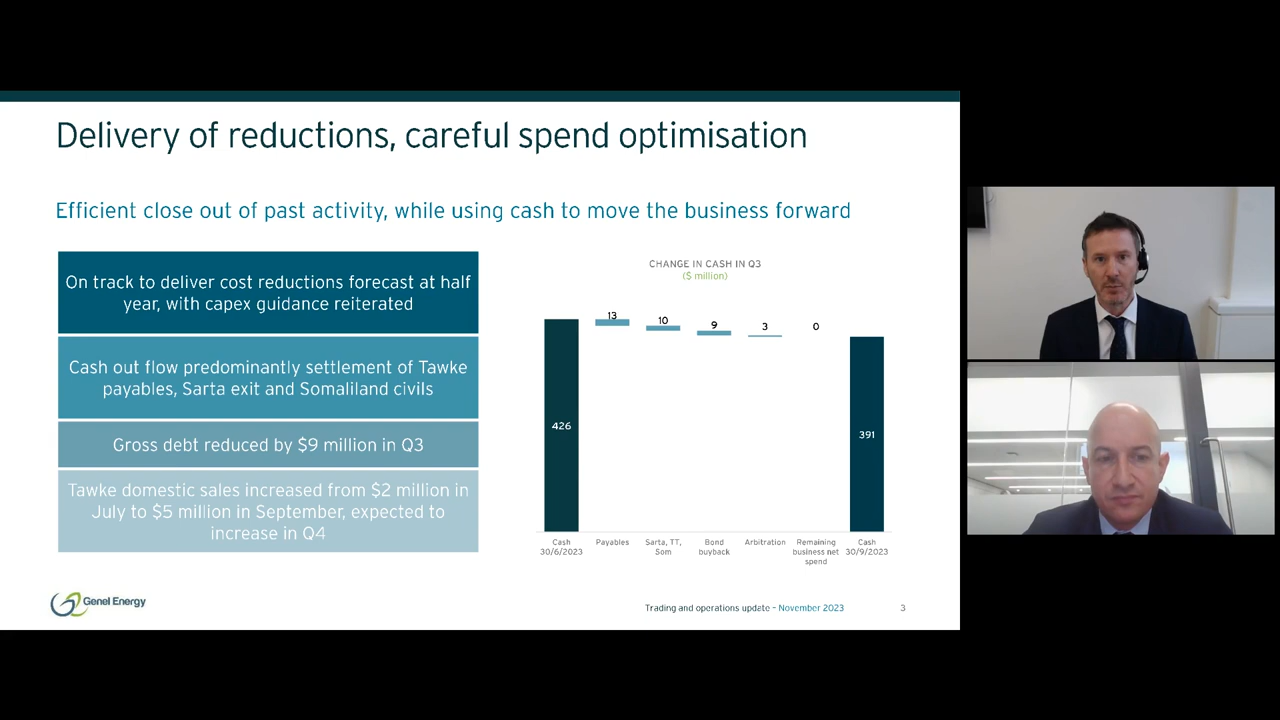 Delivery of reductions, careful spend optimisation
Efficient close out of past activity, while using cash to move the business forward
On track to deliver cost reductions forecast at half
year, with capex guidance reiterated
Cash out flow predominantly settlement of Tawke
payables, Sarta exit and Somaliland civils
Gross debt reduced by $9 million in Q3
Tawke domestic sales increased from $2 million in
July to $5 million in September, expected to
increase in Q4
CHANGE IN CASH IN Q3
($ million)
13
10
9
3
0
426
391
Cash
30/6/2023
Payables
Sarta, TT,
Som
Bond
buyback
Arbitration
Remaining
business net
spend
Cash
30/9/2023
Genel Energy
Trading and operations update – November 2023
3